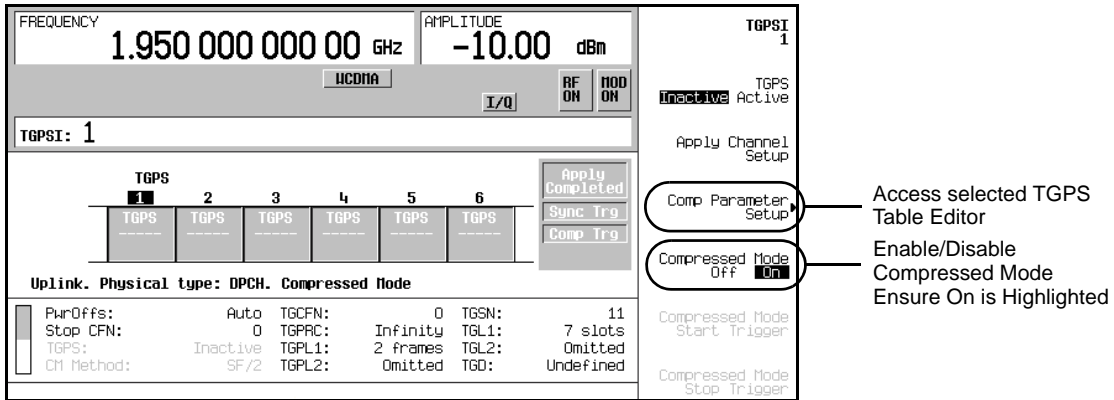 FREQUENCY
1.950 000 000 00 GHz
AMPLITUDE
-10.00 dBm
WCDMA
I/Q
RF ON
MOD ON
TGPSI: 1
TGPS
1 2 3 4 5 6
TGPS TGPS TGPS TGPS TGPS TGPS
----- ----- ----- ----- ----- -----
Apply
Completed
Sync Trg
Comp Trg
Uplink. Physical type: DPCH. Compressed Mode
PwrOffs: Auto TGCFN: 0 TGSN: 11
Stop CFN: 0 TGPRC: Infinity TGL1: 7 slots
TGPS: Inactive TGPL1: 2 frames TGL2: Omitted
CM Method: SF/2 TGPL2: Omitted TGD: Undefined
TGPSI
1
TGPS
Inactive Active
Apply Channel
Setup
Comp Parameter
Setup
Compressed Mode
Off On
Compressed Mode
Start Trigger
Compressed Mode
Stop Trigger
Access selected TGPS
Table Editor
Enable/Disable
Compressed Mode
Ensure On is Highlighted